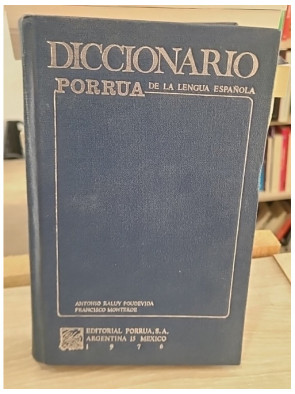 DICCIONARIO
PORRUA DE LA LENGUA ESPAÑOLA
ANTONIO RALUY POUDEVIDA
FRANCISCO MONTERDE
EDITORIAL PORRUA, S.A.
ARGENTINA 15 MEXICO